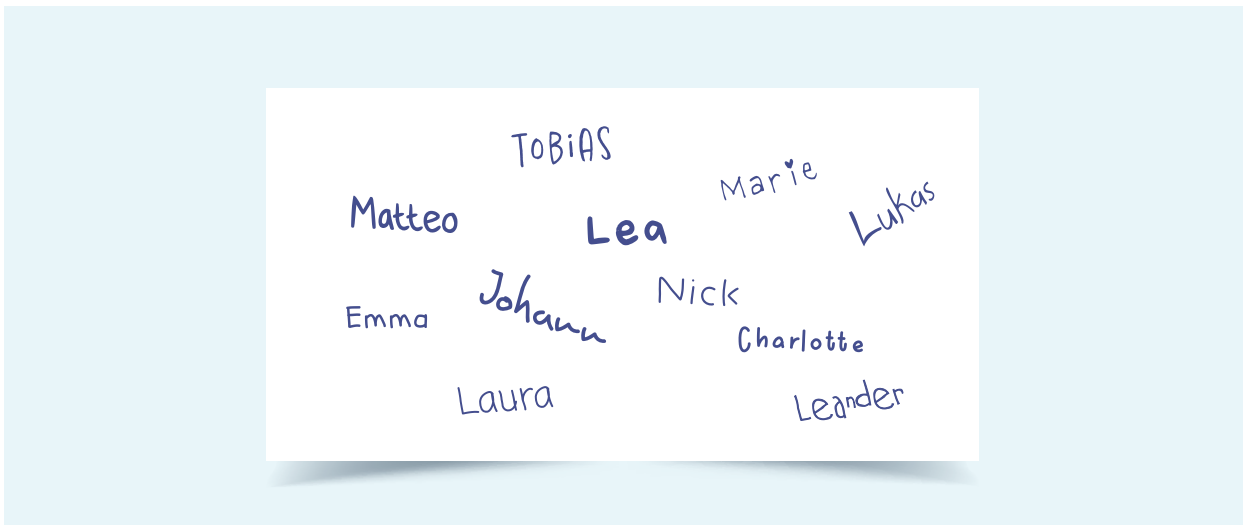 TOBiAS
Marie
Lukas
Matteo
Lea
Johann
Nick
Emma
Charlotte
Laura
Leander